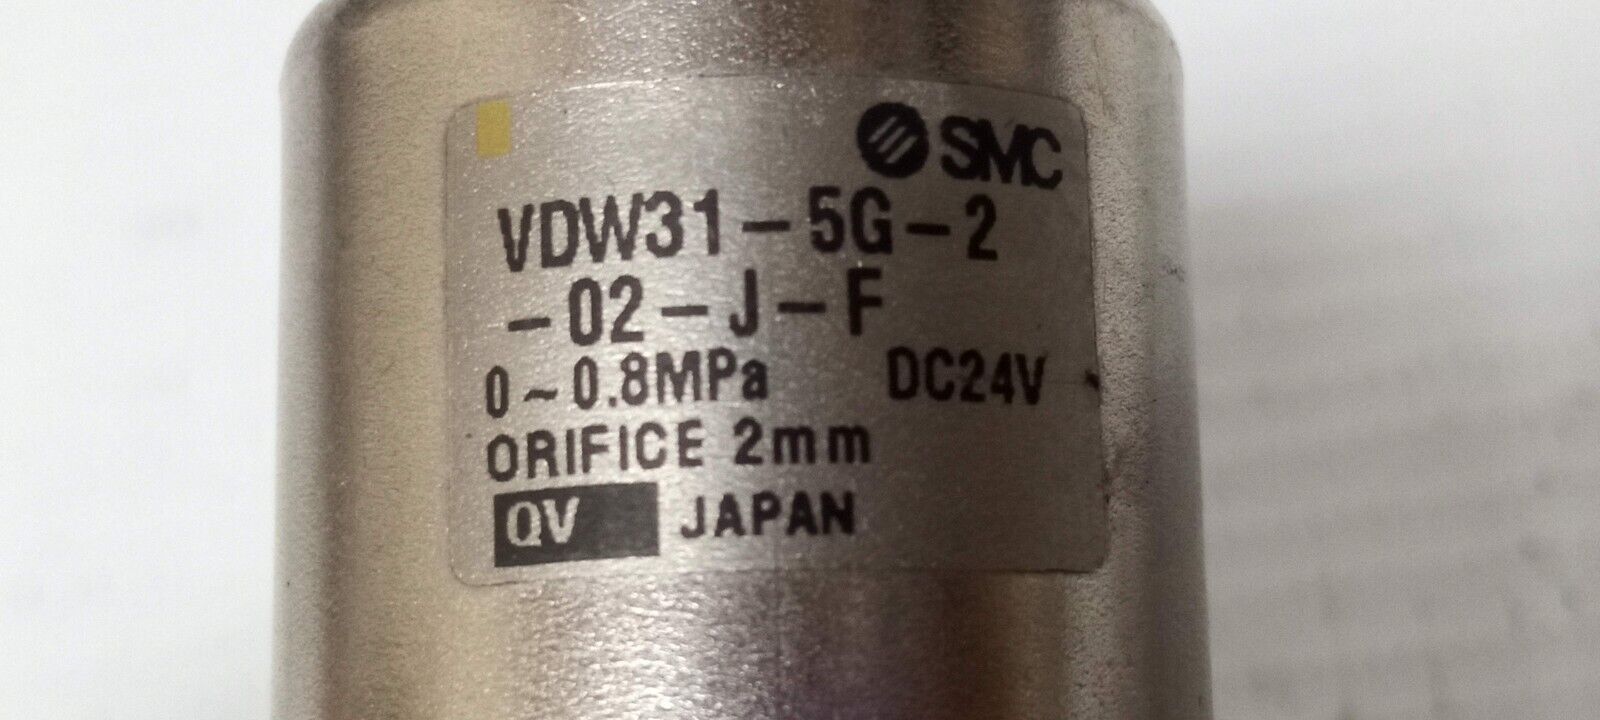 SMC
VDW31-5G-2
-02-J-F
0~0.8MPa DC24V
ORIFICE 2mm
QV JAPAN